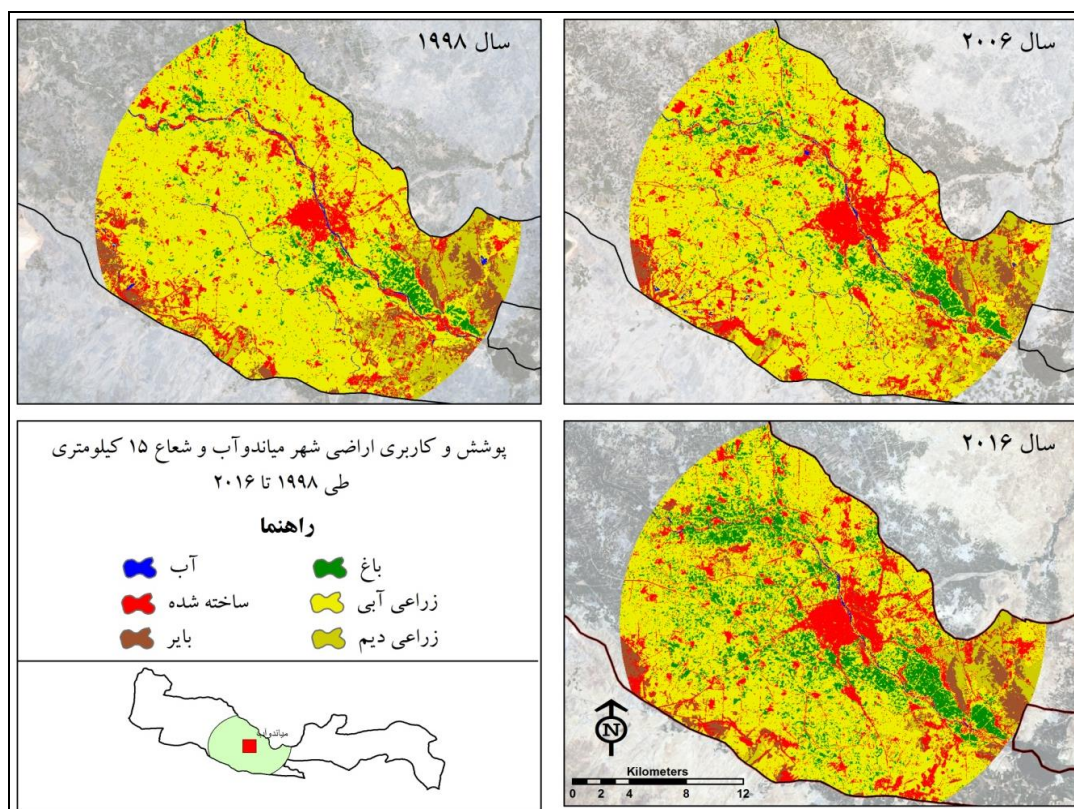 سال ۱۹۹۸
سال ۲۰۰۶
پوشش و کاربری اراضی شهر میاندوآب و شعاع ۱۵ کیلومتری
طی ۱۹۹۸ تا ۲۰۱۶
راهنما
باغ
آب
زراعی آبی
ساخته شده
زراعی دیم
بایر
میاندوآب
سال ۲۰۱۶
N
Kilometers
0 2 4 8 12